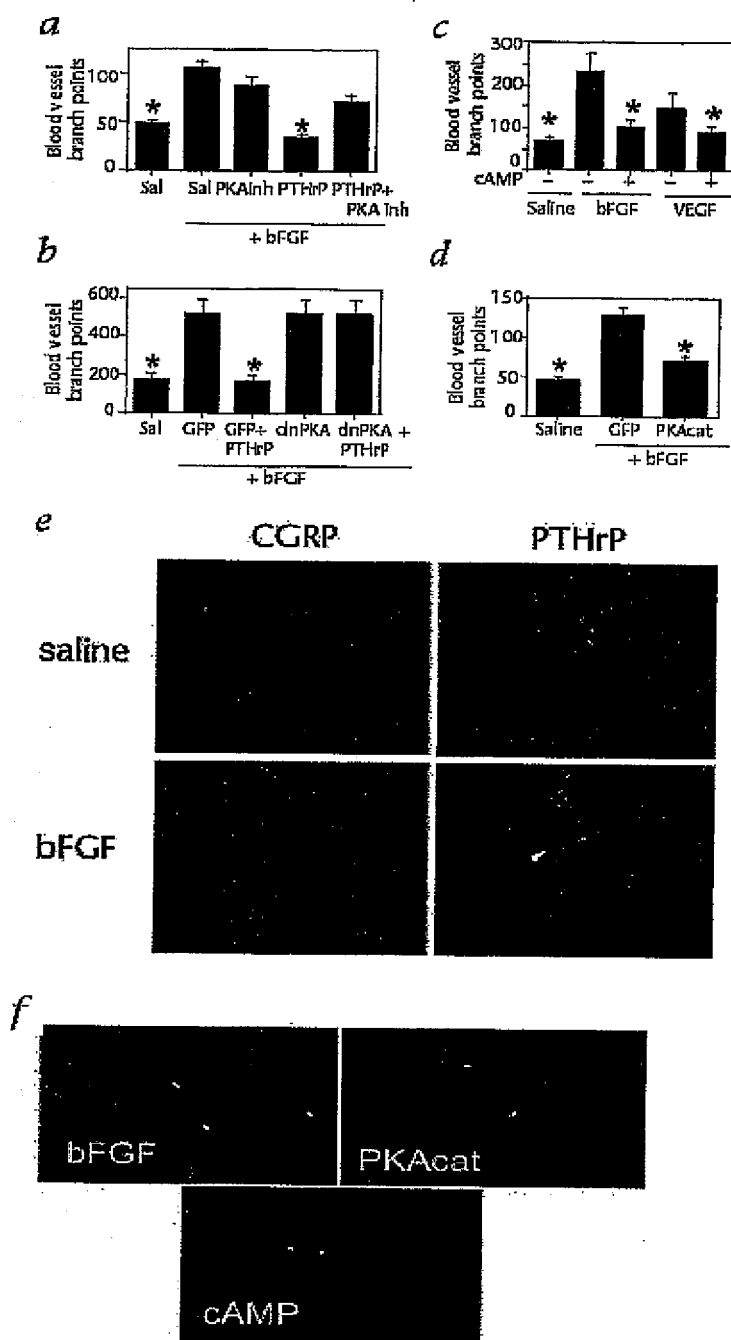 a
Blood vessel
branch points
100
50
0
*
*
Sal
Sal PKAInh PTHrP PTHrP+
PKA Inh
+ bFGF
b
Blood vessel
branch points
600
400
200
0
*
*
Sal
GFP GFP+ dnPKA dnPKA +
PTHrP PTHrP
+ bFGF
c
Blood vessel
branch points
300
200
100
0
*
*
*
cAMP − − + − +
Saline bFGF VEGF
d
Blood vessel
branch points
150
100
50
0
*
*
Saline GFP PKAcat
+ bFGF
e
CGRP PTHrP
saline
bFGF
f
bFGF
PKAcat
cAMP